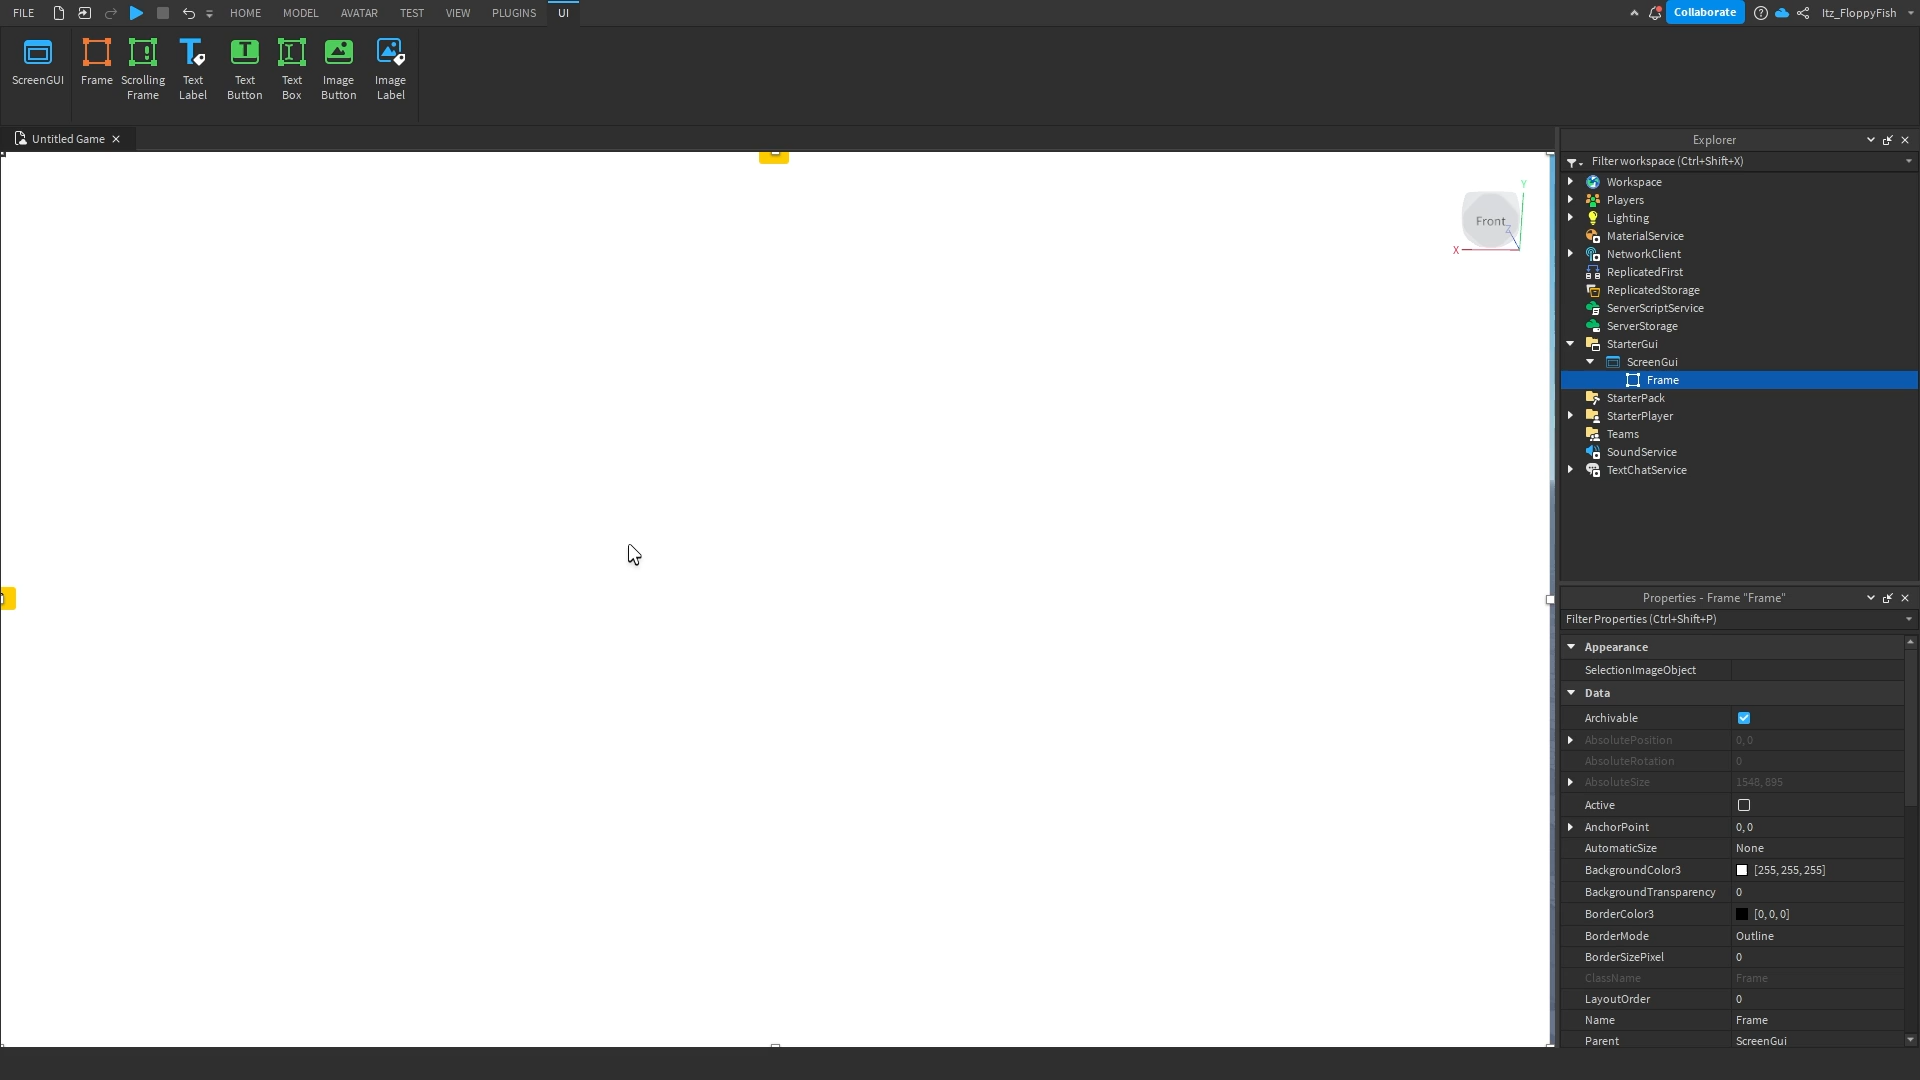 FILE
HOME
MODEL
AVATAR
TEST
VIEW
PLUGINS
UI
Collaborate
Itz_FloppyFish
ScreenGUI
Frame
Scrolling
Frame
Text
Label
Text
Button
Text
Box
Image
Button
Image
Label
Untitled Game
Front
Y
Z
X
Explorer
Filter workspace (Ctrl+Shift+X)
Workspace
Players
Lighting
MaterialService
NetworkClient
ReplicatedFirst
ReplicatedStorage
ServerScriptService
ServerStorage
StarterGui
ScreenGui
Frame
StarterPack
StarterPlayer
Teams
SoundService
TextChatService
Properties - Frame "Frame"
Filter Properties (Ctrl+Shift+P)
Appearance
SelectionImageObject
Data
Archivable
AbsolutePosition 0, 0
AbsoluteRotation 0
AbsoluteSize 1548, 895
Active
AnchorPoint 0, 0
AutomaticSize None
BackgroundColor3 [255, 255, 255]
BackgroundTransparency 0
BorderColor3 [0, 0, 0]
BorderMode Outline
BorderSizePixel 0
ClassName Frame
LayoutOrder 0
Name Frame
Parent ScreenGui